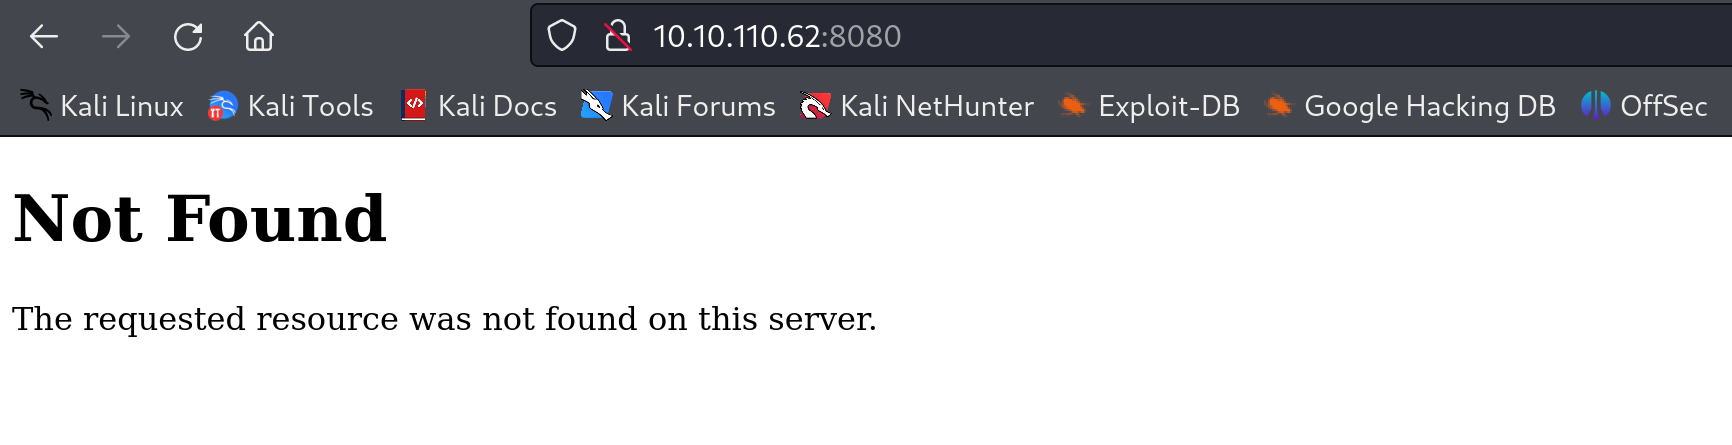 10.10.110.62:8080
Kali Linux Kali Tools Kali Docs Kali Forums Kali NetHunter Exploit-DB Google Hacking DB OffSec
Not Found
The requested resource was not found on this server.